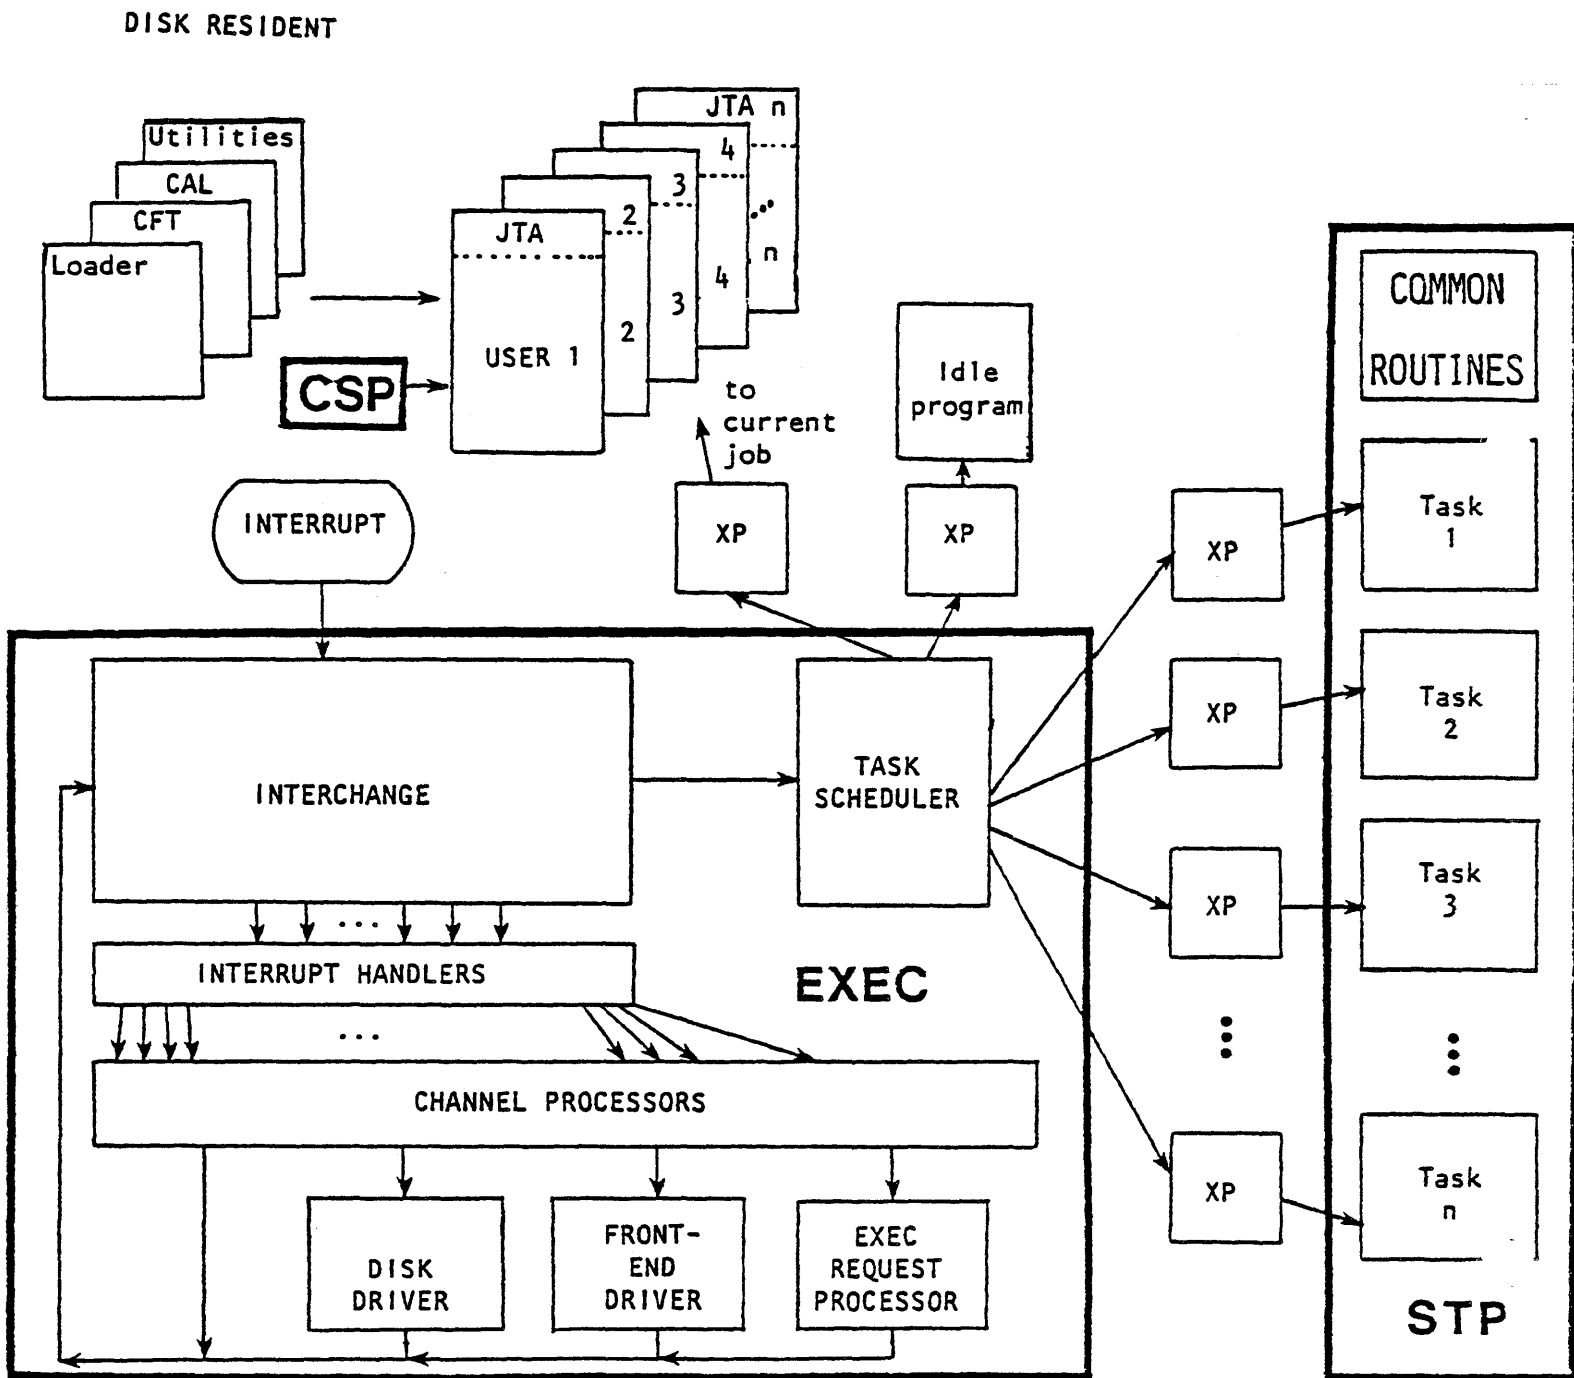 DISK RESIDENT
Utilities
CAL
CFT
Loader
JTA n
4
3
2
JTA
...
n
4
3
2
USER 1
CSP
to
current
job
Idle
program
COMMON
ROUTINES
INTERRUPT
XP
XP
XP
Task
1
XP
Task
2
INTERCHANGE
TASK
SCHEDULER
XP
Task
3
...
INTERRUPT HANDLERS
EXEC
...
...
...
CHANNEL PROCESSORS
XP
Task
n
DISK
DRIVER
FRONT-
END
DRIVER
EXEC
REQUEST
PROCESSOR
STP